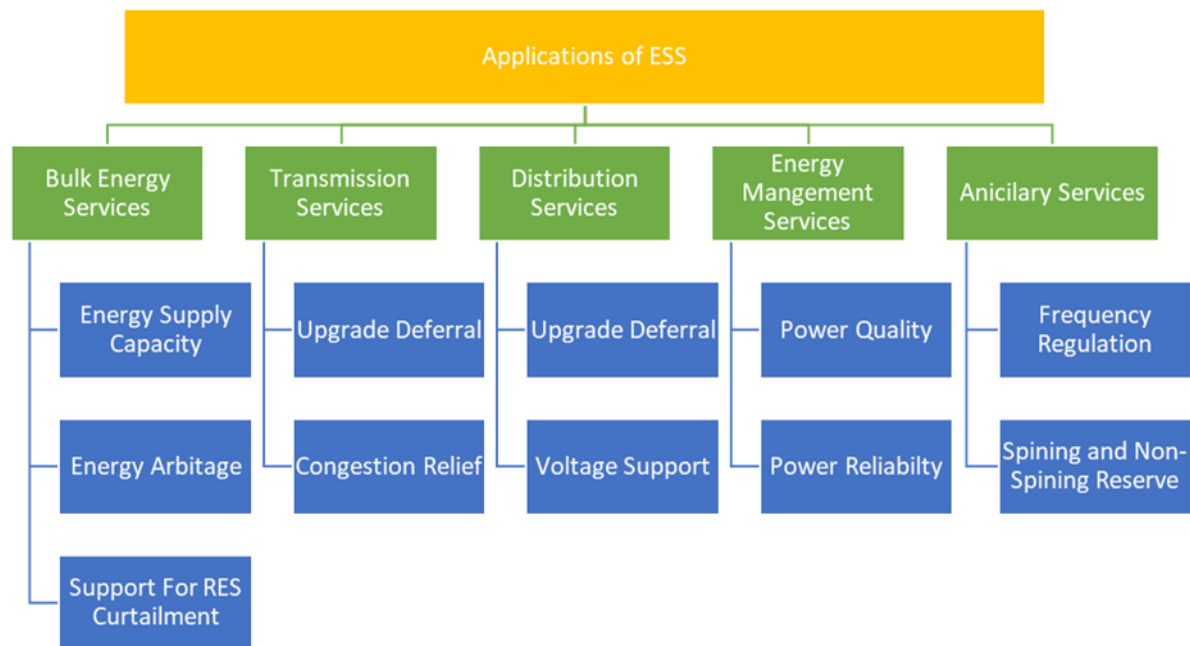 Applications of ESS
Bulk Energy
Services
Transmission
Services
Distribution
Services
Energy
Mangement
Services
Anicilary Services
Energy Supply
Capacity
Upgrade Deferral
Upgrade Deferral
Power Quality
Frequency
Regulation
Energy Arbitage
Congestion Relief
Voltage Support
Power Reliabilty
Spining and Non-
Spining Reserve
Support For RES
Curtailment